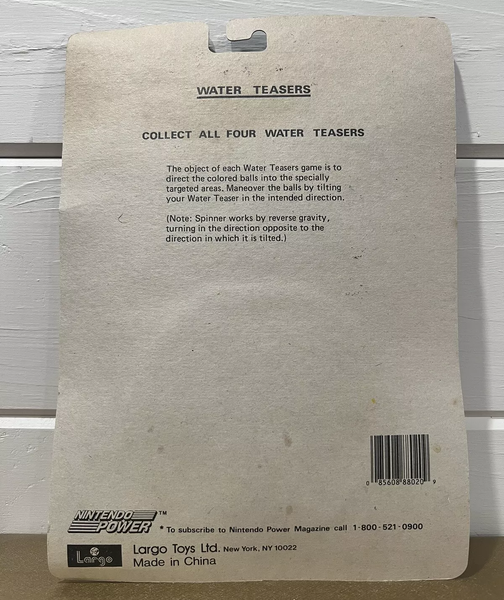 WATER TEASERS
COLLECT ALL FOUR WATER TEASERS
The object of each Water Teasers game is to
direct the colored balls into the specially
targeted areas. Maneover the balls by tilting
your Water Teaser in the intended direction.
(Note: Spinner works by reverse gravity,
turning in the direction opposite to the
direction in which it is tilted.)
0 85608 88020 9
NINTENDO POWER™
* To subscribe to Nintendo Power Magazine call 1-800-521-0900
Largo
Largo Toys Ltd. New York, NY 10022
Made in China